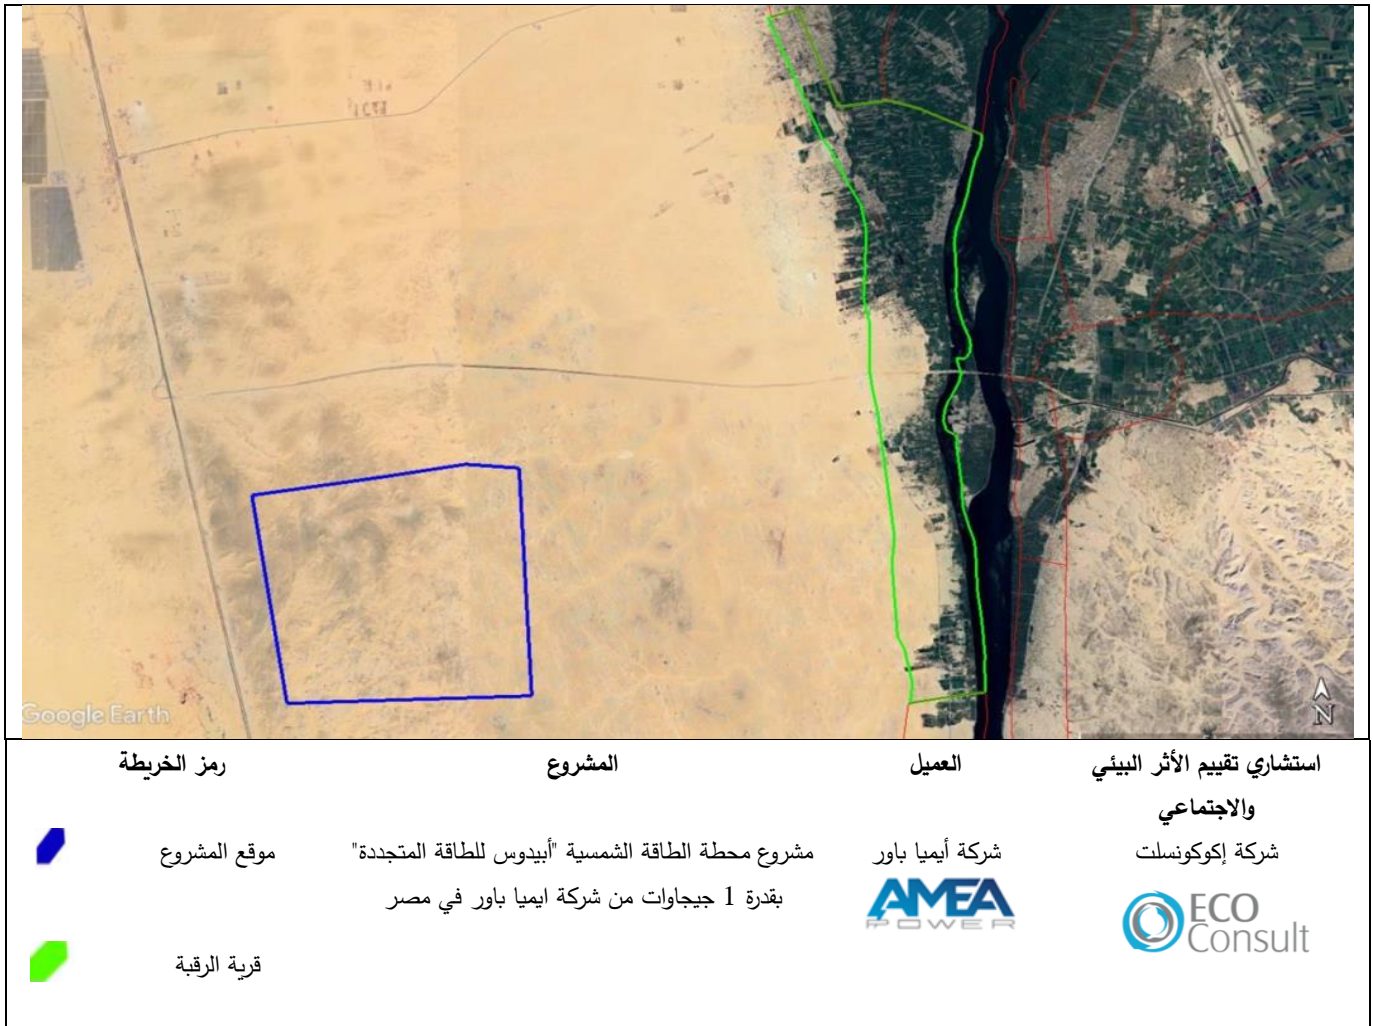 Google Earth
N
استشاري تقييم الأثر البيئي
والاجتماعي
العميل
المشروع
رمز الخريطة
شركة إكوكونسلت
شركة أيميا باور
مشروع محطة الطاقة الشمسية "أبيدوس للطاقة المتجددة"
بقدرة 1 جيجاوات من شركة ايميا باور في مصر
موقع المشروع
ECO
Consult
AMEA
POWER
قرية الرقبة